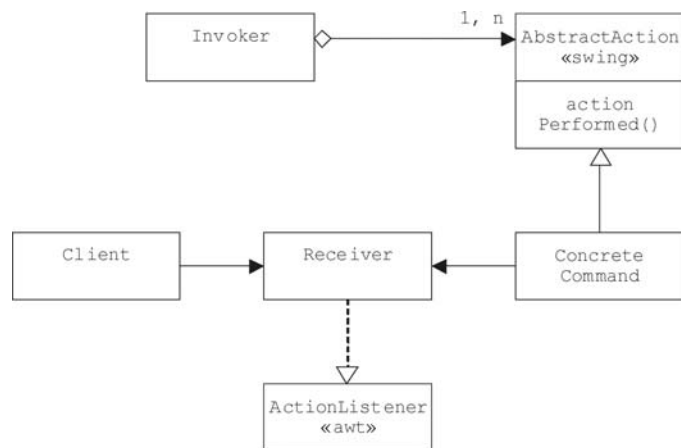 Invoker
1, n
AbstractAction
«swing»
action
Performed()
Client
Receiver
Concrete
Command
ActionListener
«awt»